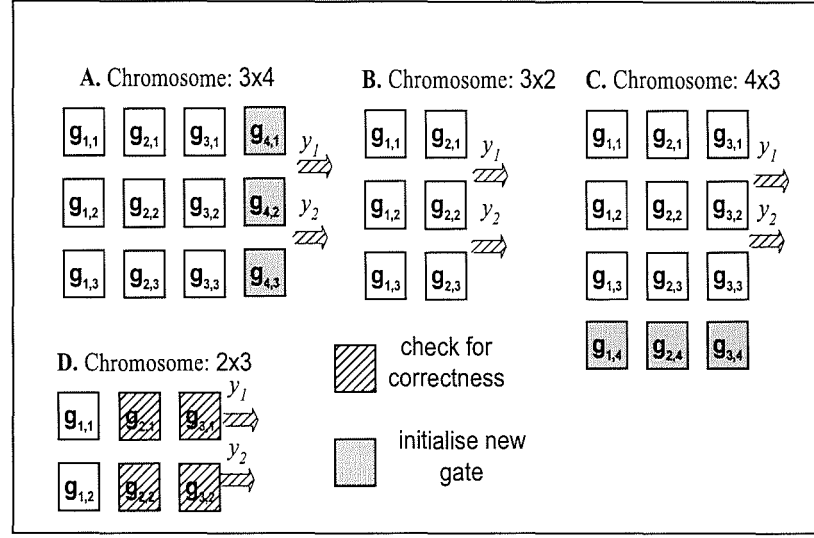 A. Chromosome: 3x4
g1,1 g2,1 g3,1 g4,1
y1
g1,2 g2,2 g3,2 g4,2
y2
g1,3 g2,3 g3,3 g4,3
B. Chromosome: 3x2
g1,1 g2,1
y1
g1,2 g2,2
y2
g1,3 g2,3
C. Chromosome: 4x3
g1,1 g2,1 g3,1
y1
g1,2 g2,2 g3,2
y2
g1,3 g2,3 g3,3
g1,4 g2,4 g3,4
D. Chromosome: 2x3
y1
g1,1 g2,1 g3,1
y2
g1,2 g2,2 g3,2
check for
correctness
initialise new
gate